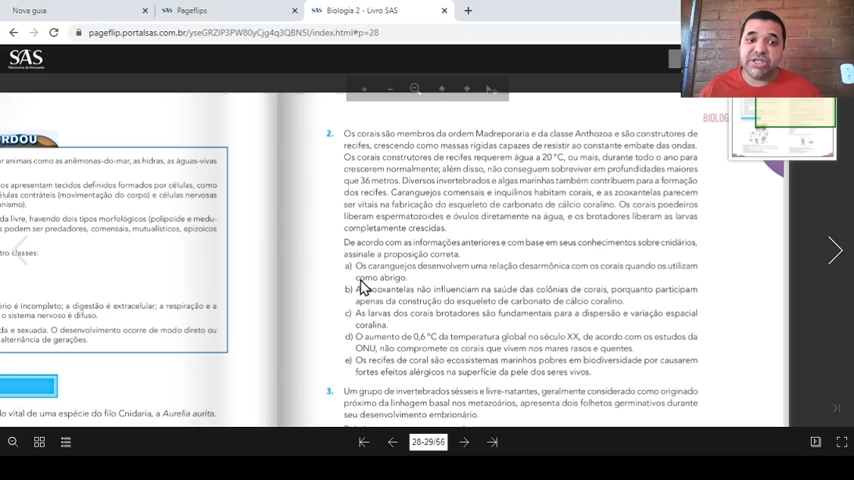 Nova guia
SAS Pageflips
SAS Biologia 2 - Livro SAS
pageflip.portalsas.com.br/yseGRZIP3PW80yCjg4q3QBN5I/index.html#p=28
SAS
BIOLOG
RDOU
r animais como as anêmonas-do-mar, as hidras, as águas-vivas
os apresentam tecidos definidos formados por células, como
élulas contráteis (movimentação do corpo) e células nervosas
anismo).
da livre, havendo dois tipos morfológicos (polipoide e medu-
s podem ser predadores, comensais, mutualísticos, epizoicos
tro classes:
ório é incompleto; a digestão é extracelular; a respiração e a
o sistema nervoso é difuso.
da e sexuada. O desenvolvimento ocorre de modo direto ou
alternância de gerações.
lo vital de uma espécie do filo Cnidaria, a Aurelia aurita.
2. Os corais são membros da ordem Madreporaria e da classe Anthozoa e são construtores de
recifes, crescendo como massas rígidas capazes de resistir ao constante embate das ondas.
Os corais construtores de recifes requerem água a 20 °C, ou mais, durante todo o ano para
crescerem normalmente; além disso, não conseguem sobreviver em profundidades maiores
que 36 metros. Diversos invertebrados e algas marinhas também contribuem para a formação
dos recifes. Caranguejos comensais e inquilinos habitam corais, e as zooxantelas parecem
ser vitais na fabricação do esqueleto de carbonato de cálcio coralino. Os corais poedeiros
liberam espermatozoides e óvulos diretamente na água, e os brotadores liberam as larvas
completamente crescidas.
De acordo com as informações anteriores e com base em seus conhecimentos sobre cnidários,
assinale a proposição correta.
a) Os caranguejos desenvolvem uma relação desarmônica com os corais quando os utilizam
como abrigo.
b) As zooxantelas não influenciam na saúde das colônias de corais, porquanto participam
apenas da construção do esqueleto de carbonato de cálcio coralino.
c) As larvas dos corais brotadores são fundamentais para a dispersão e variação espacial
coralina.
d) O aumento de 0,6 °C da temperatura global no século XX, de acordo com os estudos da
ONU, não compromete os corais que vivem nos mares rasos e quentes.
e) Os recifes de coral são ecossistemas marinhos pobres em biodiversidade por causarem
fortes efeitos alérgicos na superfície da pele dos seres vivos.
3. Um grupo de invertebrados sésseis e livre-natantes, geralmente considerado como originado
próximo da linhagem basal nos metazoários, apresenta dois folhetos germinativos durante
seu desenvolvimento embrionário.
28-29/56